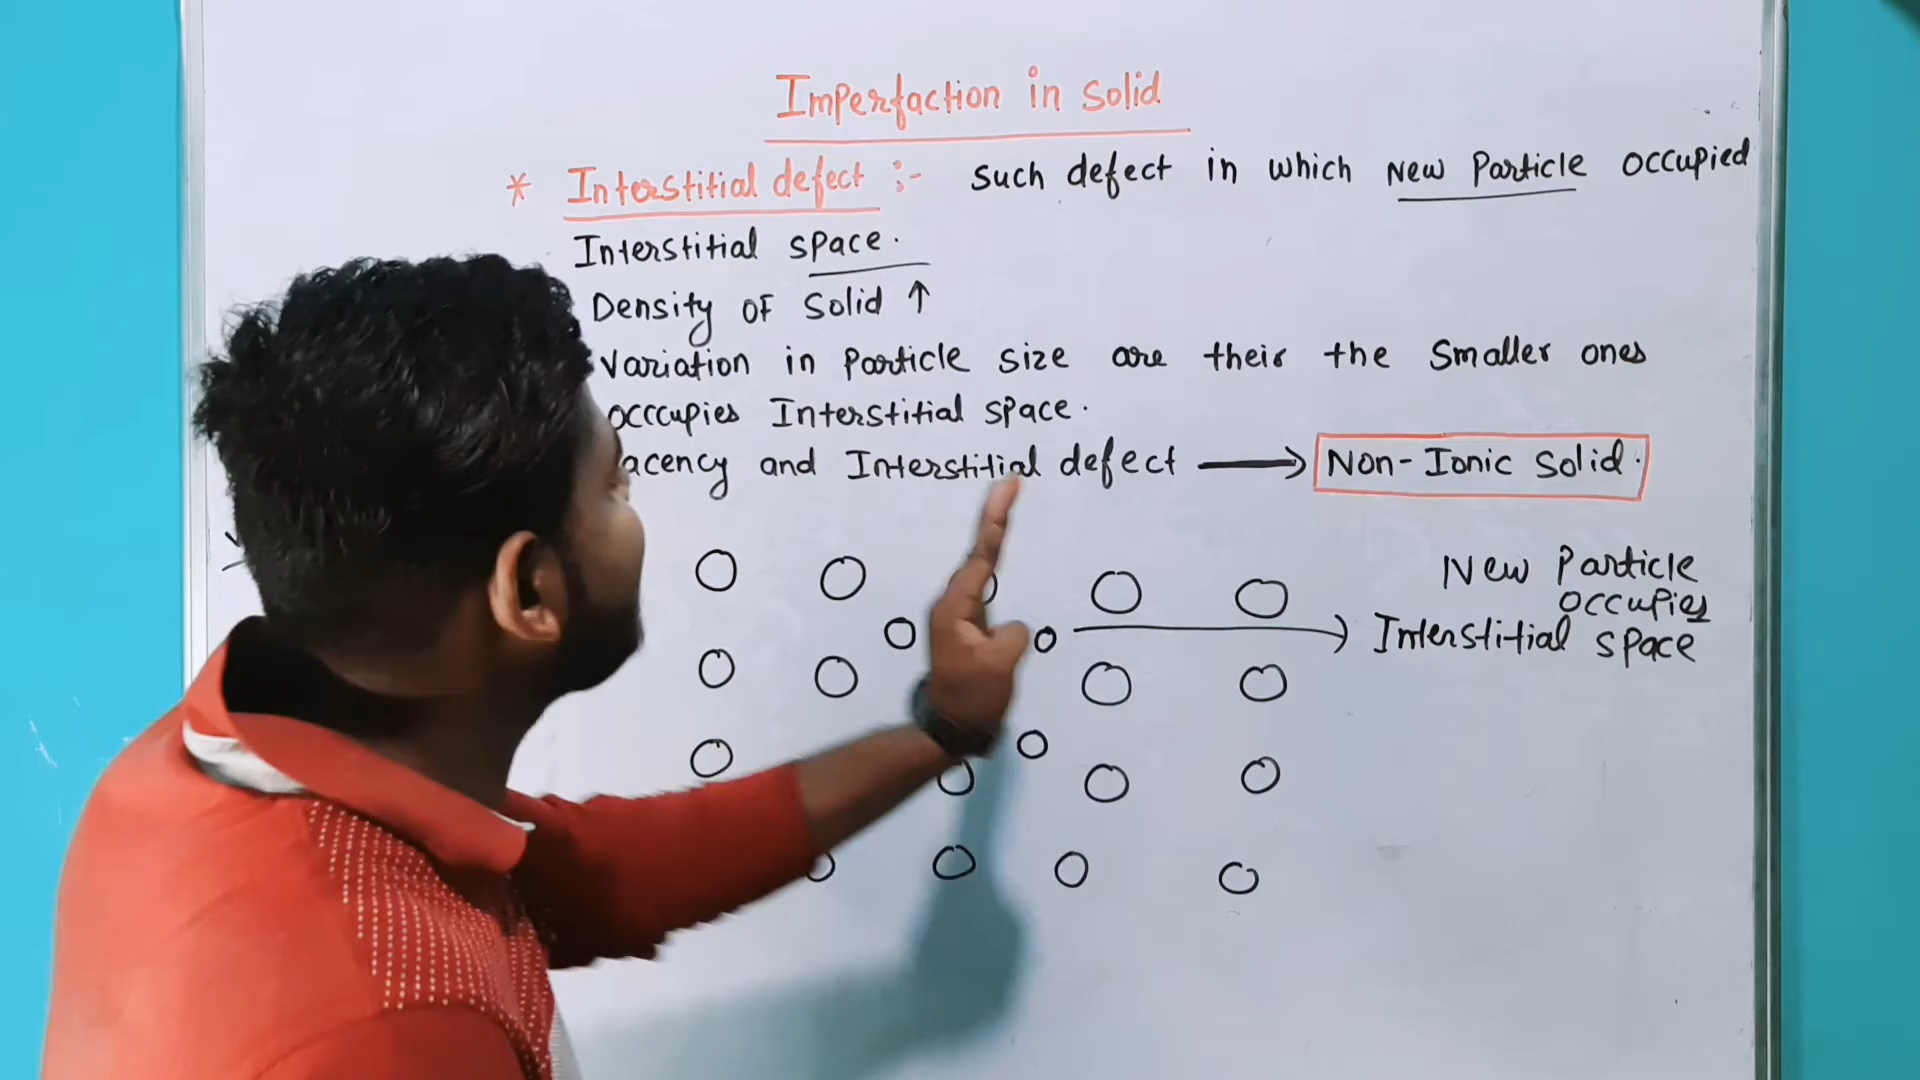 Imperfaction in solid
* Interstitial defect :- Such defect in which New Particle occupied
Interstitial space.
Density of Solid ↑
Variation in Particle size are their the Smaller ones
occcupies Interstitial space.
acency and Interstitial defect → Non-Ionic Solid.
New Particle
occupies
Interstitial space